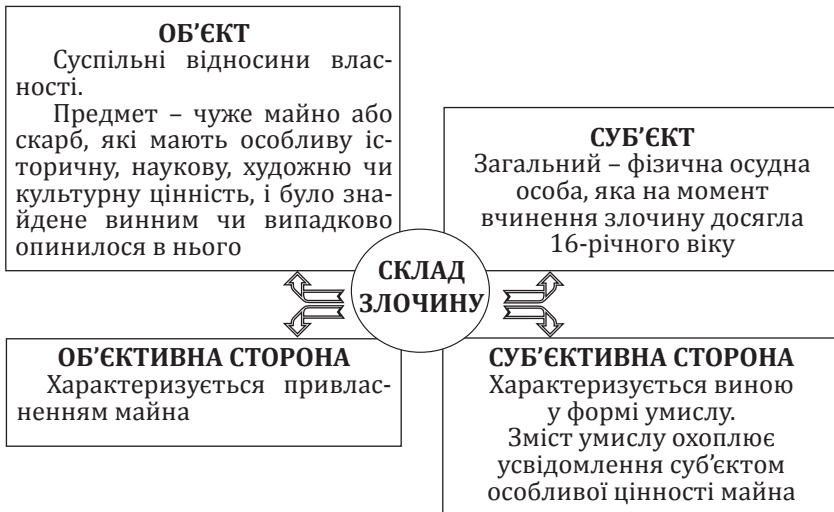 ОБ’ЄКТ
Суспільні відносини влас-
ності.
Предмет – чуже майно або
скарб, які мають особливу іс-
торичну, наукову, художню чи
культурну цінність, і було зна-
йдене винним чи випадково
опинилося в нього
СУБ’ЄКТ
Загальний – фізична осудна
особа, яка на момент
вчинення злочину досягла
16-річного віку
СКЛАД
ЗЛОЧИНУ
ОБ’ЄКТИВНА СТОРОНА
Характеризується привлас-
ненням майна
СУБ’ЄКТИВНА СТОРОНА
Характеризується виною
у формі умислу.
Зміст умислу охоплює
усвідомлення суб’єктом
особливої цінності майна